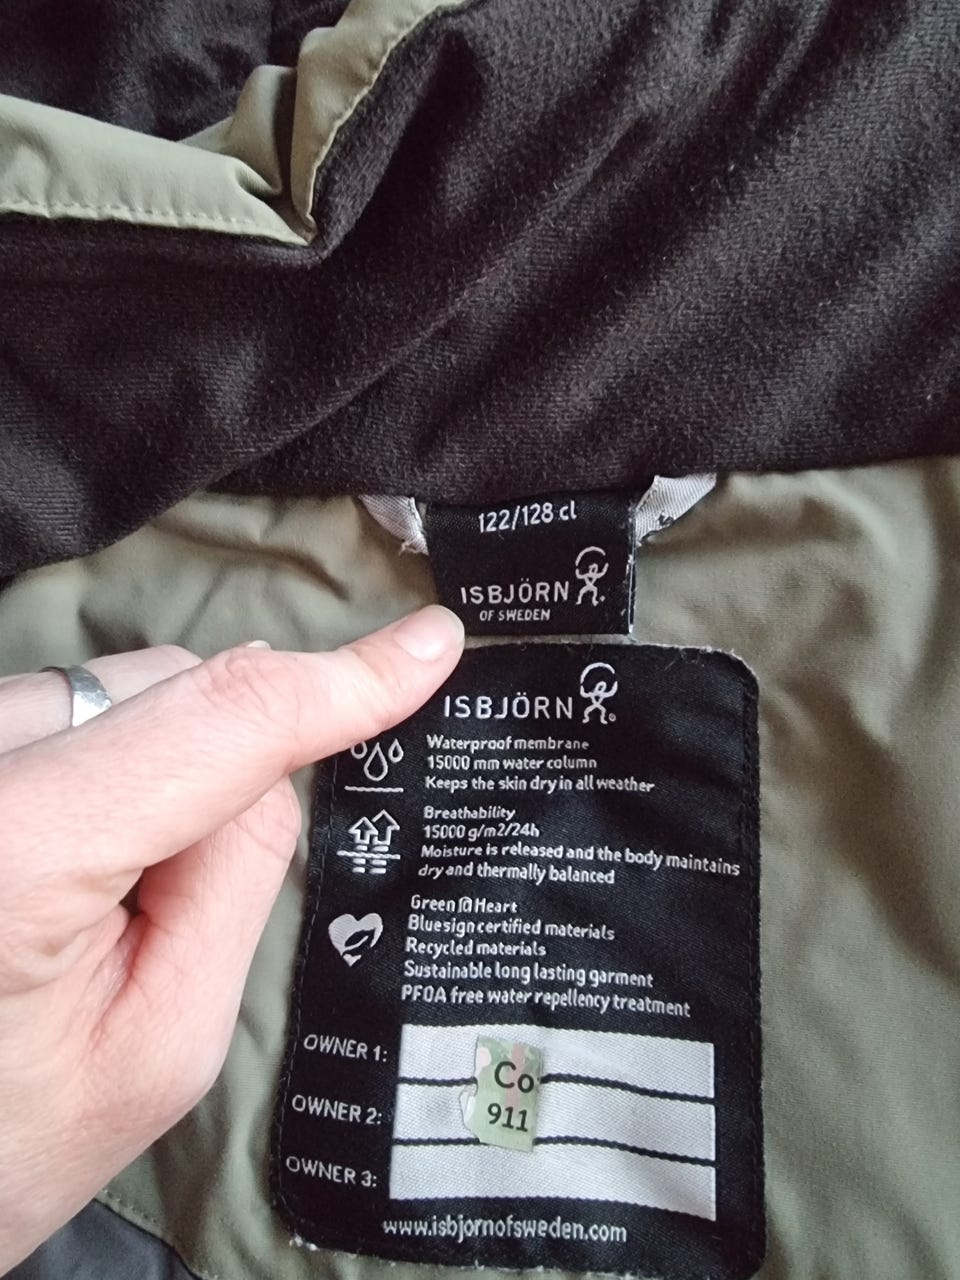 122/128 cl
ISBJÖRN
OF SWEDEN
ISBJÖRN
Waterproof membrane
15000 mm water column
Keeps the skin dry in all weather
Breathability
15000 g/m2/24h
Moisture is released and the body maintains
dry and thermally balanced
Green @ Heart
Bluesign certified materials
Recycled materials
Sustainable long lasting garment
PFOA free water repellency treatment
OWNER 1:
Co
OWNER 2:
911
OWNER 3:
www.isbjornofsweden.com